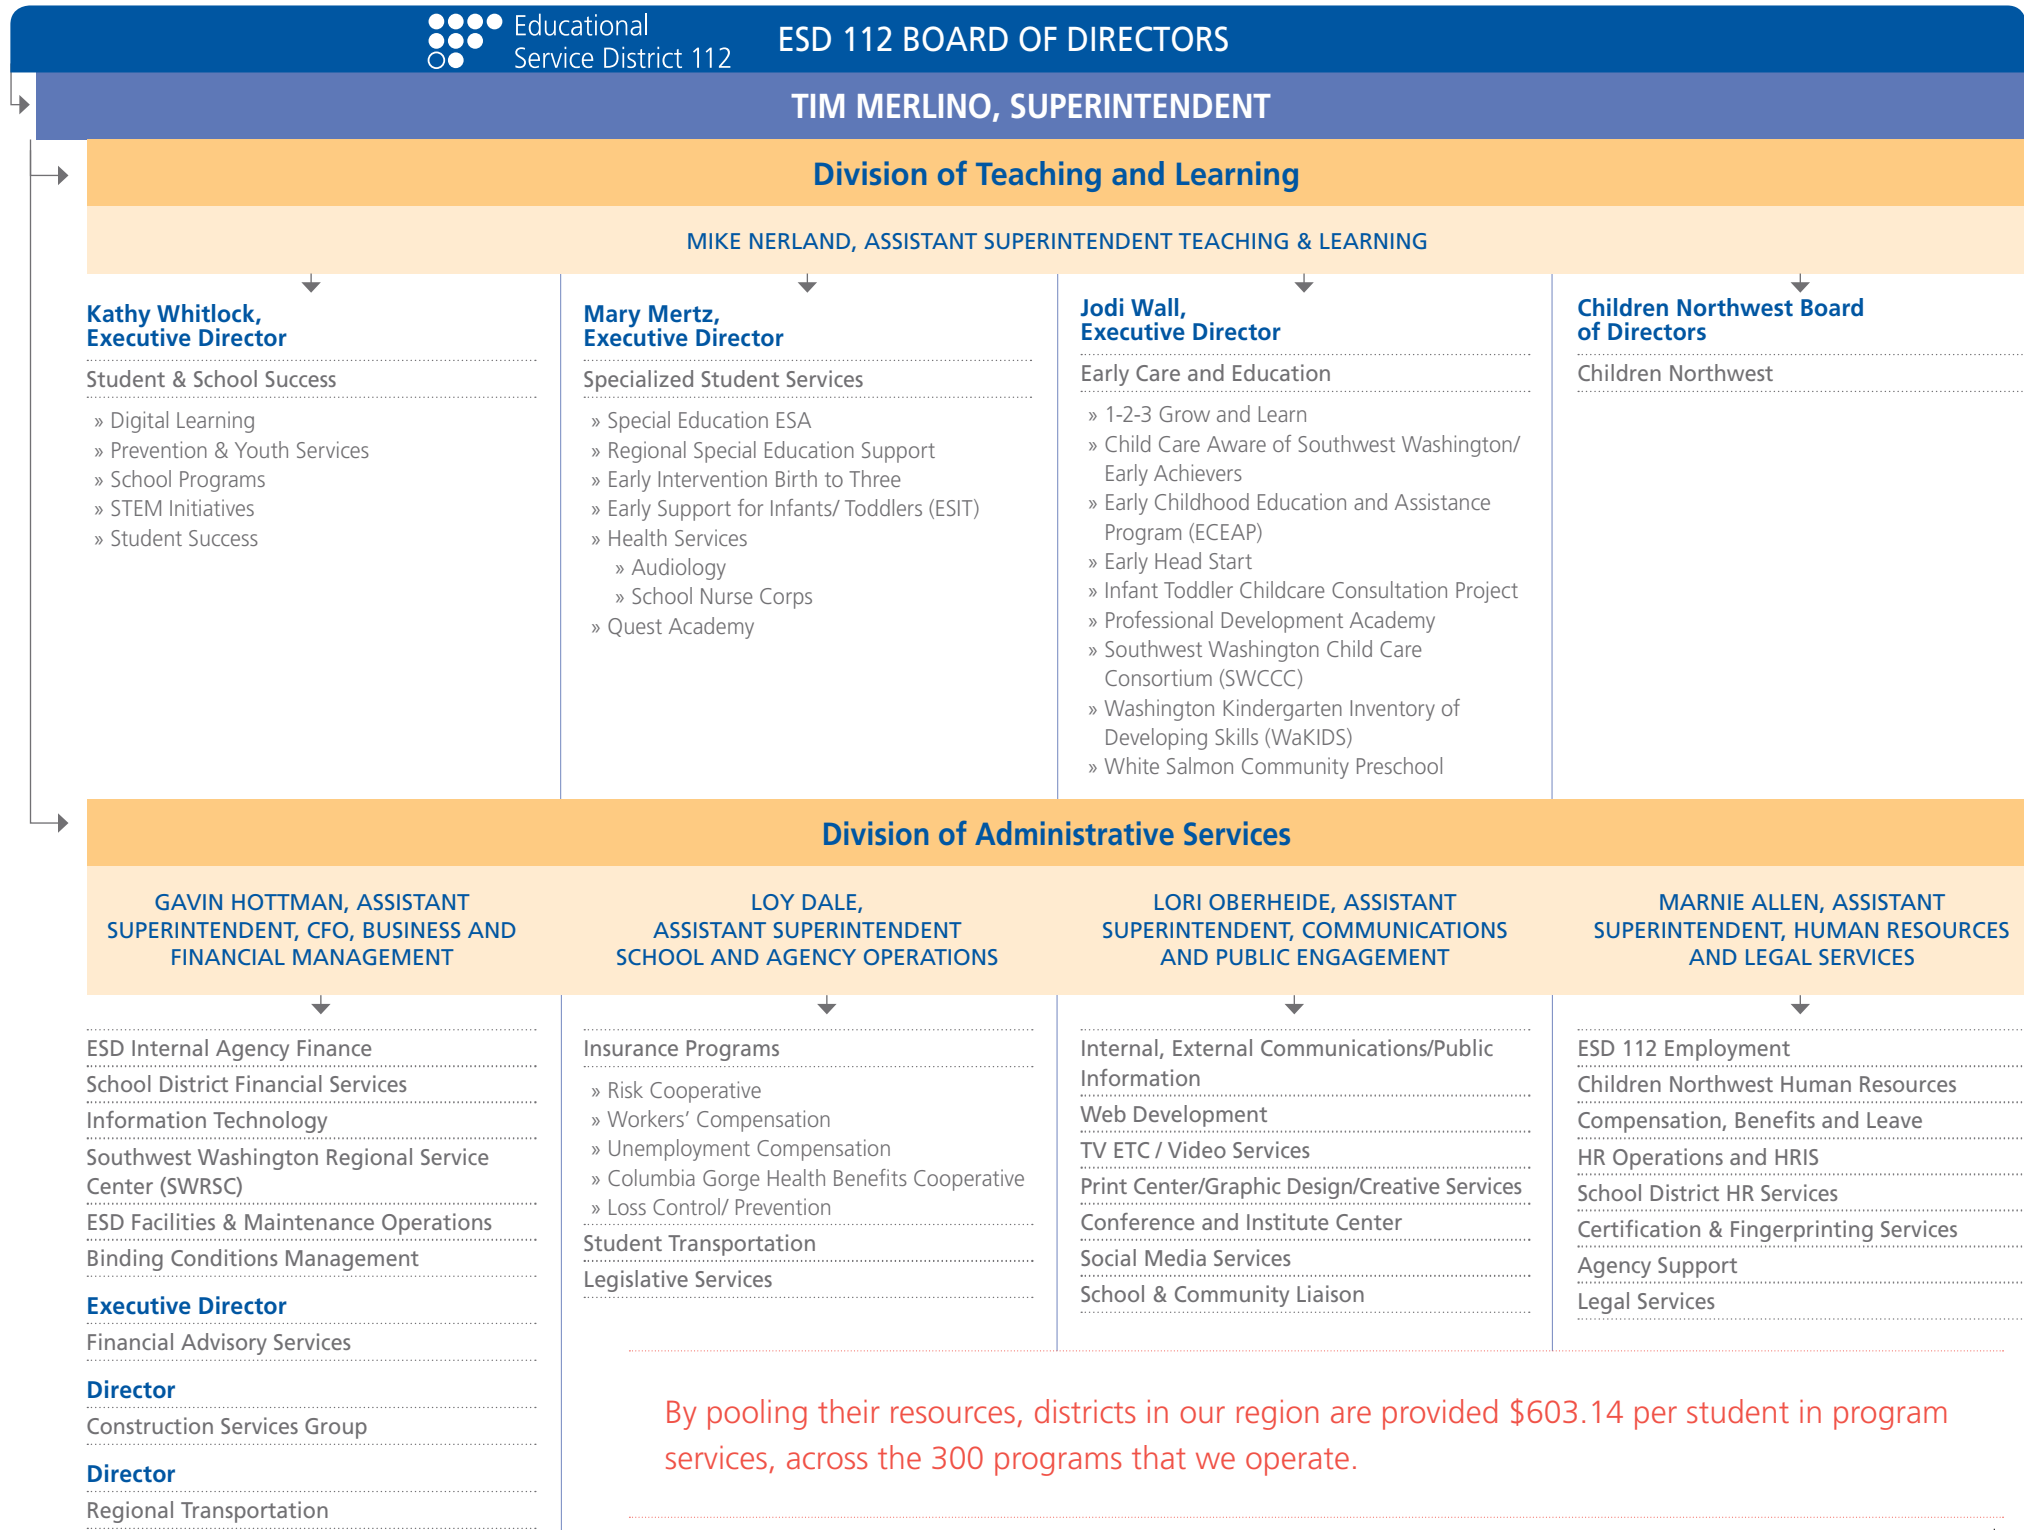 Educational
Service District 112
ESD 112 BOARD OF DIRECTORS
TIM MERLINO, SUPERINTENDENT
Division of Teaching and Learning
MIKE NERLAND, ASSISTANT SUPERINTENDENT TEACHING & LEARNING
Kathy Whitlock,
Executive Director
Student & School Success
» Digital Learning
» Prevention & Youth Services
» School Programs
» STEM Initiatives
» Student Success
Mary Mertz,
Executive Director
Specialized Student Services
» Special Education ESA
» Regional Special Education Support
» Early Intervention Birth to Three
» Early Support for Infants/ Toddlers (ESIT)
» Health Services
» Audiology
» School Nurse Corps
» Quest Academy
Jodi Wall,
Executive Director
Early Care and Education
» 1-2-3 Grow and Learn
» Child Care Aware of Southwest Washington/
Early Achievers
» Early Childhood Education and Assistance
Program (ECEAP)
» Early Head Start
» Infant Toddler Childcare Consultation Project
» Professional Development Academy
» Southwest Washington Child Care
Consortium (SWCCC)
» Washington Kindergarten Inventory of
Developing Skills (WaKIDS)
» White Salmon Community Preschool
Children Northwest Board
of Directors
Children Northwest
Division of Administrative Services
GAVIN HOTTMAN, ASSISTANT
SUPERINTENDENT, CFO, BUSINESS AND
FINANCIAL MANAGEMENT
ESD Internal Agency Finance
School District Financial Services
Information Technology
Southwest Washington Regional Service
Center (SWRSC)
ESD Facilities & Maintenance Operations
Binding Conditions Management
Executive Director
Financial Advisory Services
Director
Construction Services Group
Director
Regional Transportation
LOY DALE,
ASSISTANT SUPERINTENDENT
SCHOOL AND AGENCY OPERATIONS
Insurance Programs
» Risk Cooperative
» Workers’ Compensation
» Unemployment Compensation
» Columbia Gorge Health Benefits Cooperative
» Loss Control/ Prevention
Student Transportation
Legislative Services
LORI OBERHEIDE, ASSISTANT
SUPERINTENDENT, COMMUNICATIONS
AND PUBLIC ENGAGEMENT
Internal, External Communications/Public
Information
Web Development
TV ETC / Video Services
Print Center/Graphic Design/Creative Services
Conference and Institute Center
Social Media Services
School & Community Liaison
MARNIE ALLEN, ASSISTANT
SUPERINTENDENT, HUMAN RESOURCES
AND LEGAL SERVICES
ESD 112 Employment
Children Northwest Human Resources
Compensation, Benefits and Leave
HR Operations and HRIS
School District HR Services
Certification & Fingerprinting Services
Agency Support
Legal Services
By pooling their resources, districts in our region are provided $603.14 per student in program
services, across the 300 programs that we operate.